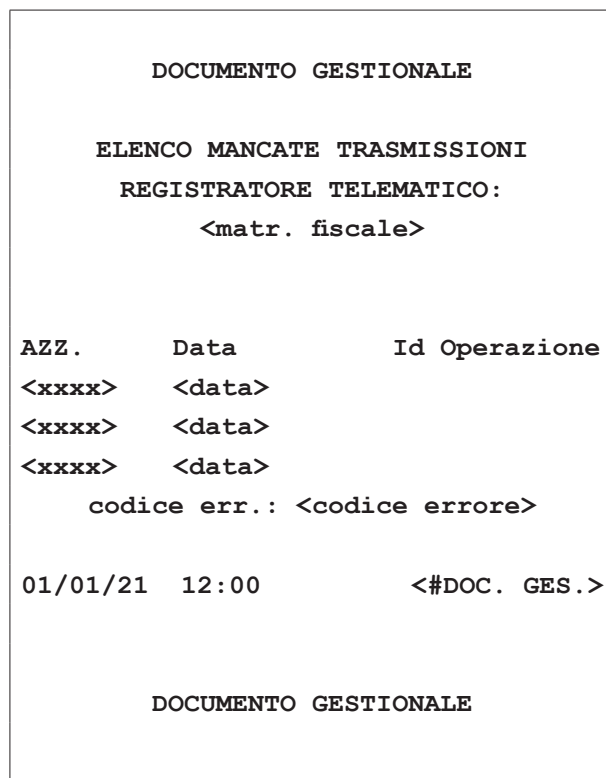 DOCUMENTO GESTIONALE
ELENCO MANCATE TRASMISSIONI
REGISTRATORE TELEMATICO:
<matr. fiscale>
AZZ. Data Id Operazione
<xxxx> <data>
<xxxx> <data>
<xxxx> <data>
codice err.: <codice errore>
01/01/21 12:00 <#DOC. GES.>
DOCUMENTO GESTIONALE